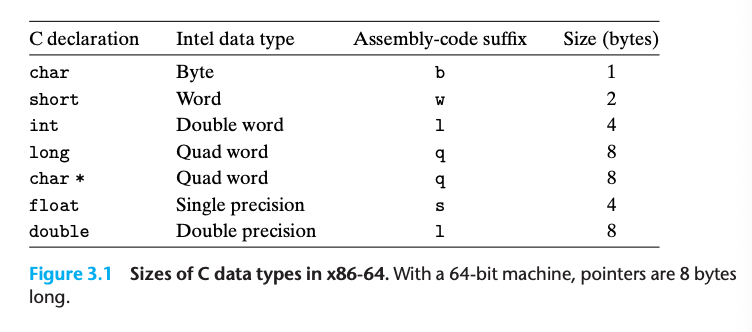 C declaration Intel data type Assembly-code suffix Size (bytes)
char Byte b 1
short Word w 2
int Double word l 4
long Quad word q 8
char * Quad word q 8
float Single precision s 4
double Double precision l 8
Figure 3.1 Sizes of C data types in x86-64. With a 64-bit machine, pointers are 8 bytes
long.